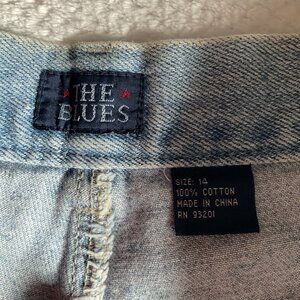 THE
BLUES
SIZE: 14
100% COTTON
MADE IN CHINA
RN 93201